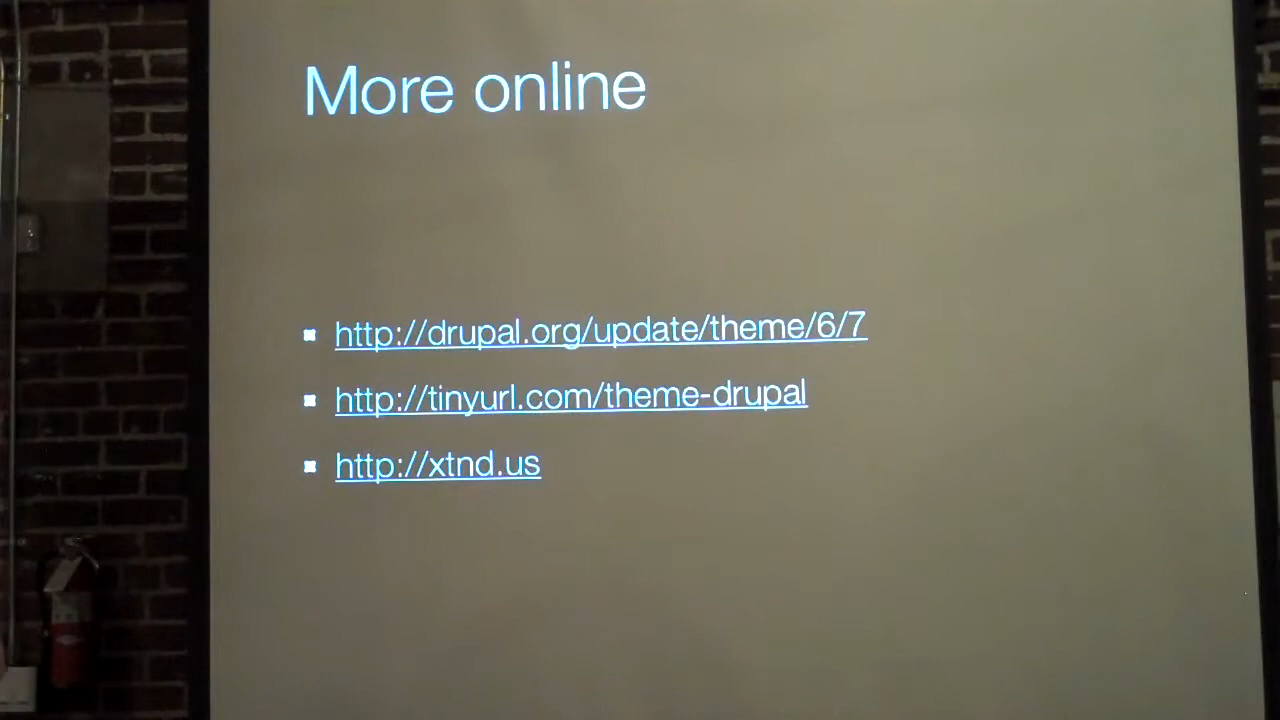 More online
http://drupal.org/update/theme/6/7
http://tinyurl.com/theme-drupal
http://xtnd.us